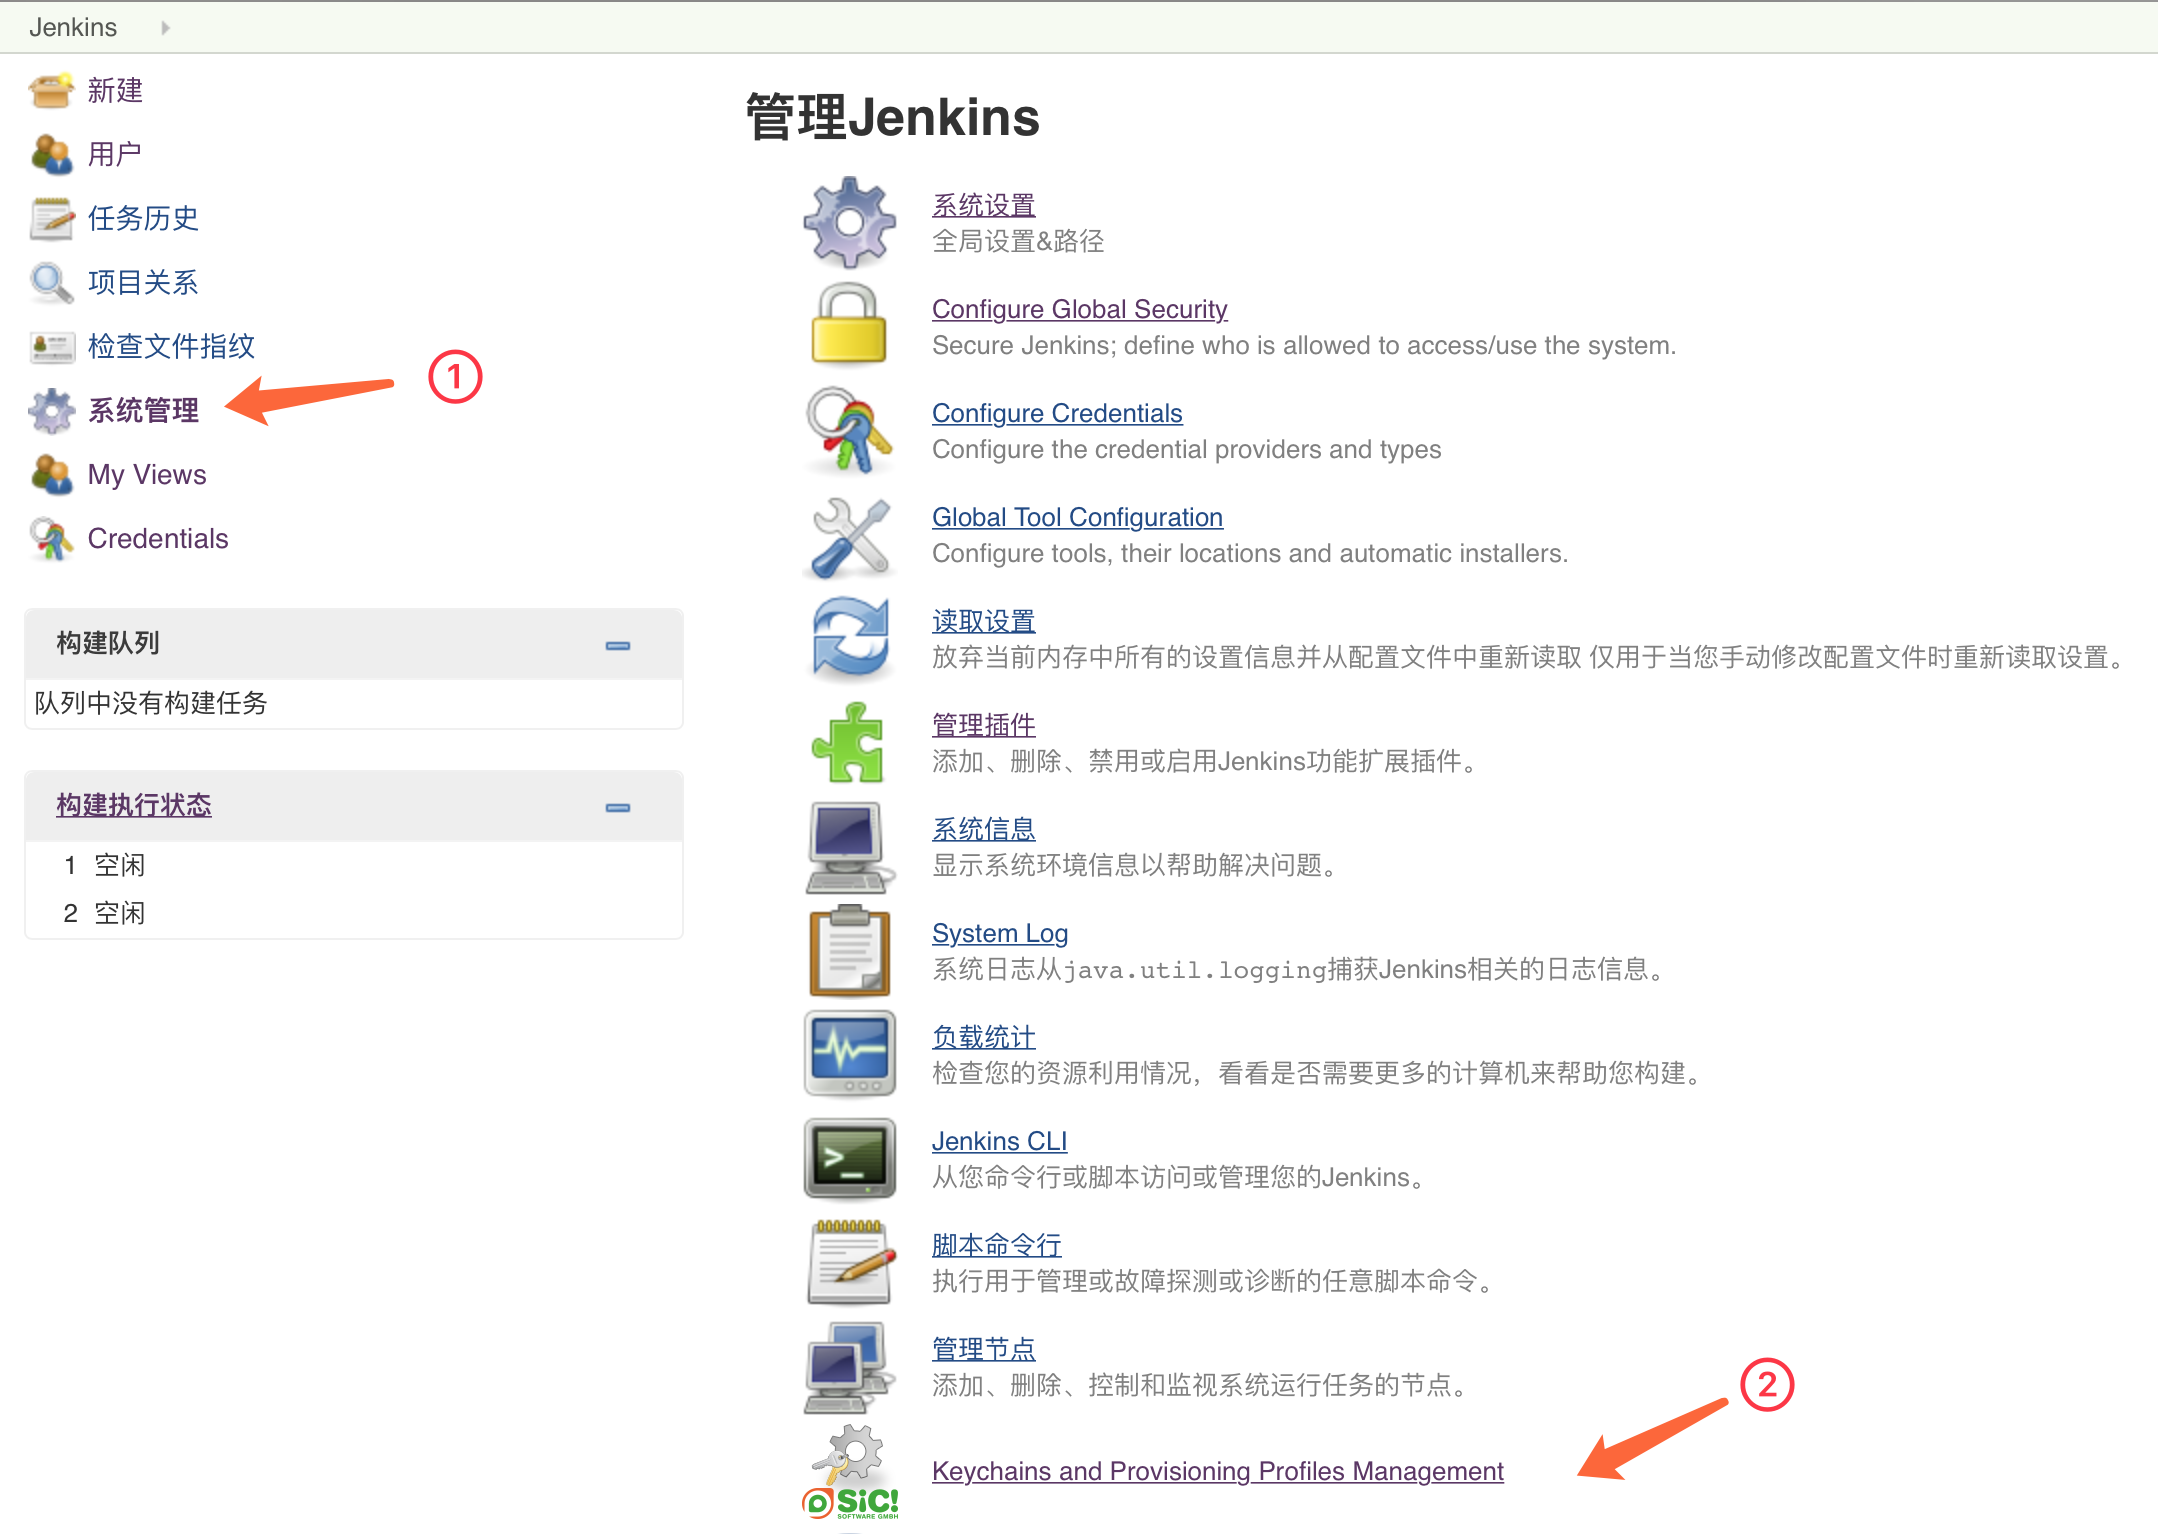 Jenkins
新建
用户
任务历史
项目关系
检查文件指纹
①
系统管理
My Views
Credentials
构建队列
队列中没有构建任务
构建执行状态
1 空闲
2 空闲
管理Jenkins
系统设置
全局设置&路径
Configure Global Security
Secure Jenkins; define who is allowed to access/use the system.
Configure Credentials
Configure the credential providers and types
Global Tool Configuration
Configure tools, their locations and automatic installers.
读取设置
放弃当前内存中所有的设置信息并从配置文件中重新读取 仅用于当您手动修改配置文件时重新读取设置。
管理插件
添加、删除、禁用或启用Jenkins功能扩展插件。
系统信息
显示系统环境信息以帮助解决问题。
System Log
系统日志从java.util.logging捕获Jenkins相关的日志信息。
负载统计
检查您的资源利用情况，看看是否需要更多的计算机来帮助您构建。
Jenkins CLI
从您命令行或脚本访问或管理您的Jenkins。
脚本命令行
执行用于管理或故障探测或诊断的任意脚本命令。
管理节点
添加、删除、控制和监视系统运行任务的节点。
②
Keychains and Provisioning Profiles Management
SiC!
SOFTWARE GMBH